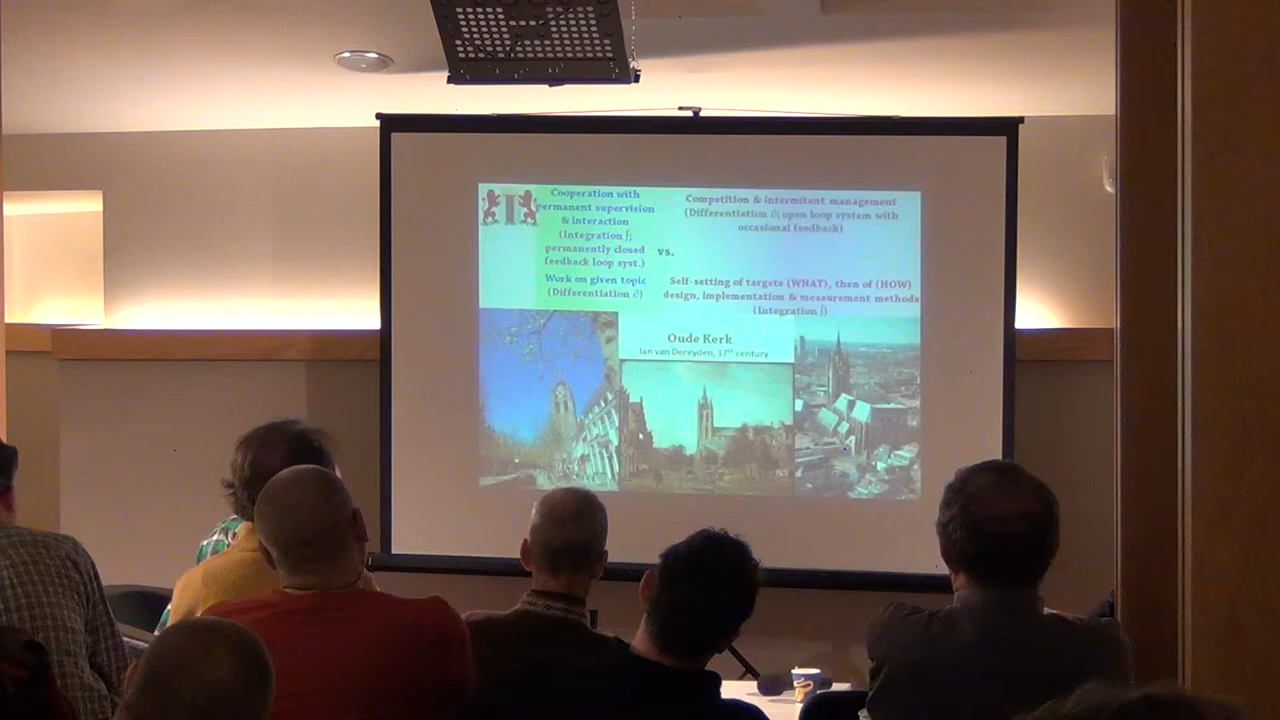 Cooperation with
permanent supervision
& interaction
(Integration ∫;
permanently closed
feedback loop syst.)
Work on given topic
(Differentiation ∂)
vs.
Competition & intermitent management
(Differentiation ∂; open loop system with
occasional feedback)
Self-setting of targets (WHAT), then of (HOW)
design, implementation & measurement methods
(Integration ∫)
Oude Kerk
Jan van Dereyden, 17th century